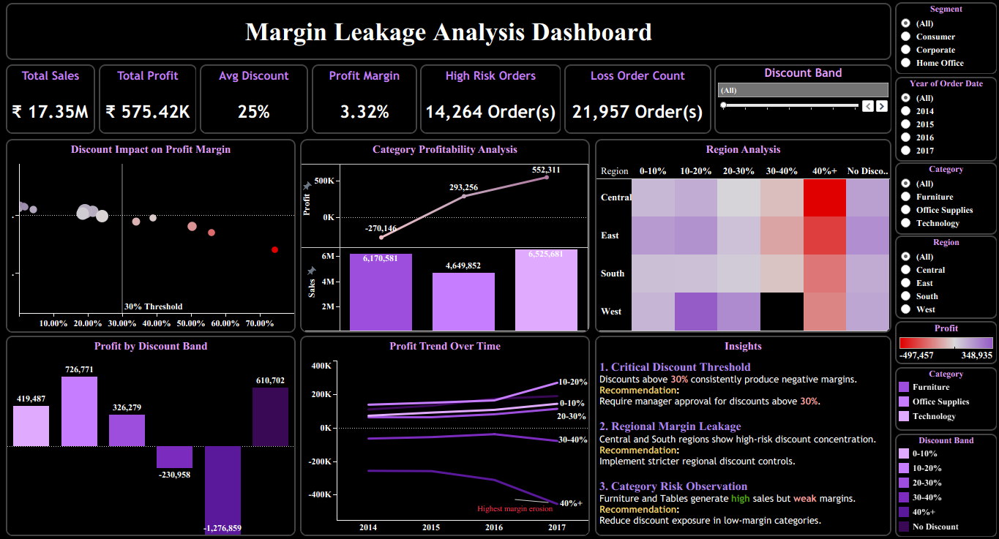 Margin Leakage Analysis Dashboard
Total Sales
₹ 17.35M
Total Profit
₹ 575.42K
Avg Discount
25%
Profit Margin
3.32%
High Risk Orders
14,264 Order(s)
Loss Order Count
21,957 Order(s)
Discount Band
(All)
Segment
(All)
Consumer
Corporate
Home Office
Year of Order Date
(All)
2014
2015
2016
2017
Category
(All)
Furniture
Office Supplies
Technology
Region
(All)
Central
East
South
West
Profit
-497,457 348,935
Category
Furniture
Office Supplies
Technology
Discount Band
0-10%
10-20%
20-30%
30-40%
40%+
No Discount
Discount Impact on Profit Margin
30% Threshold
10.00% 20.00% 30.00% 40.00% 50.00% 60.00% 70.00%
Category Profitability Analysis
Profit
500K
0K
-270,146
293,256
552,311
Sales
6M
4M
2M
6,170,581
4,649,852
6,525,681
Region Analysis
Region 0-10% 10-20% 20-30% 30-40% 40%+ No Disco..
Central
East
South
West
Profit by Discount Band
419,487
726,771
326,279
-230,958
-1,276,859
610,702
Profit Trend Over Time
400K
200K
0K
-200K
-400K
10-20%
0-10%
20-30%
30-40%
40%+
Highest margin erosion
2014 2015 2016 2017
Insights
1. Critical Discount Threshold
Discounts above 30% consistently produce negative margins.
Recommendation:
Require manager approval for discounts above 30%.
2. Regional Margin Leakage
Central and South regions show high-risk discount concentration.
Recommendation:
Implement stricter regional discount controls.
3. Category Risk Observation
Furniture and Tables generate high sales but weak margins.
Recommendation:
Reduce discount exposure in low-margin categories.